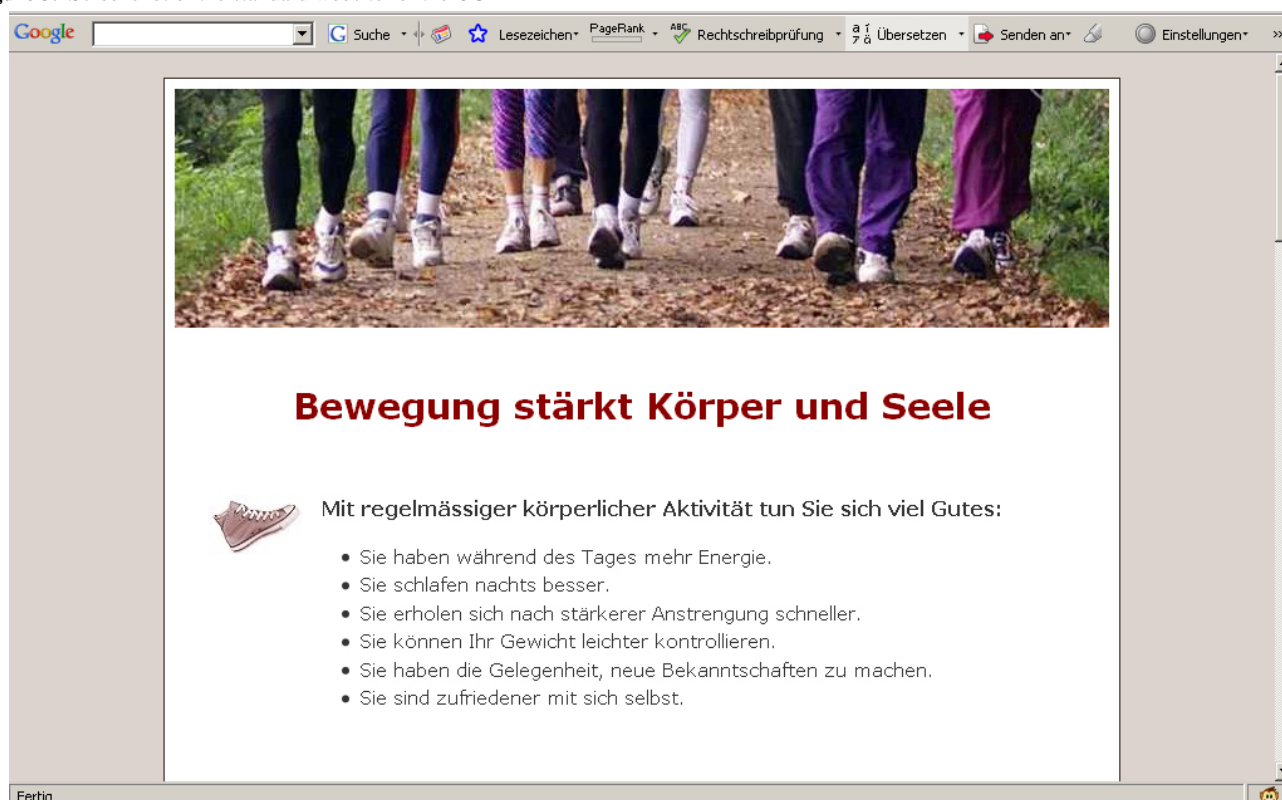 Google Suche Lesezeichen PageRank ABC Rechtschreibprüfung Übersetzen Senden an Einstellungen »
Bewegung stärkt Körper und Seele
Mit regelmässiger körperlicher Aktivität tun Sie sich viel Gutes:
• Sie haben während des Tages mehr Energie.
• Sie schlafen nachts besser.
• Sie erholen sich nach stärkerer Anstrengung schneller.
• Sie können Ihr Gewicht leichter kontrollieren.
• Sie haben die Gelegenheit, neue Bekanntschaften zu machen.
• Sie sind zufriedener mit sich selbst.
Fertig